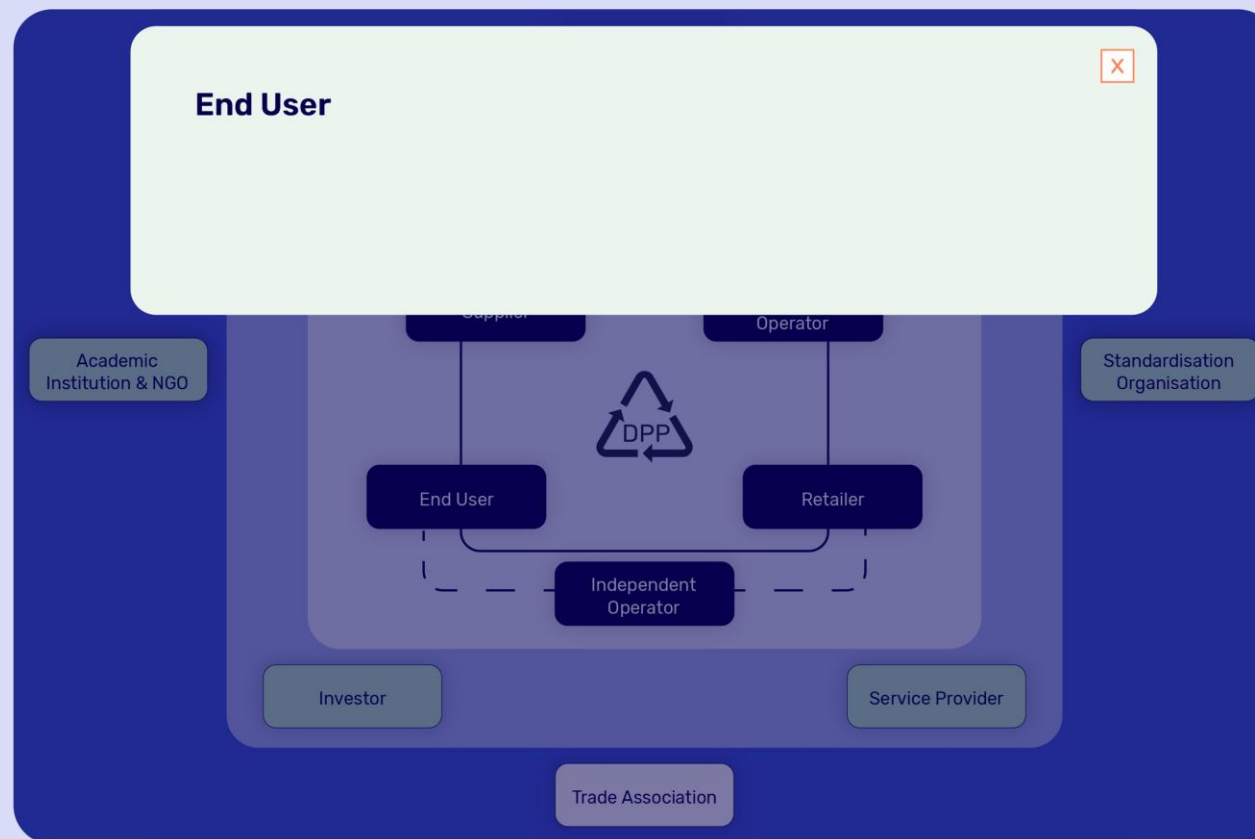 End User
X
Supplier
Operator
Academic
Institution & NGO
Standardisation
Organisation
DPP
End User
Retailer
Independent
Operator
Investor
Service Provider
Trade Association